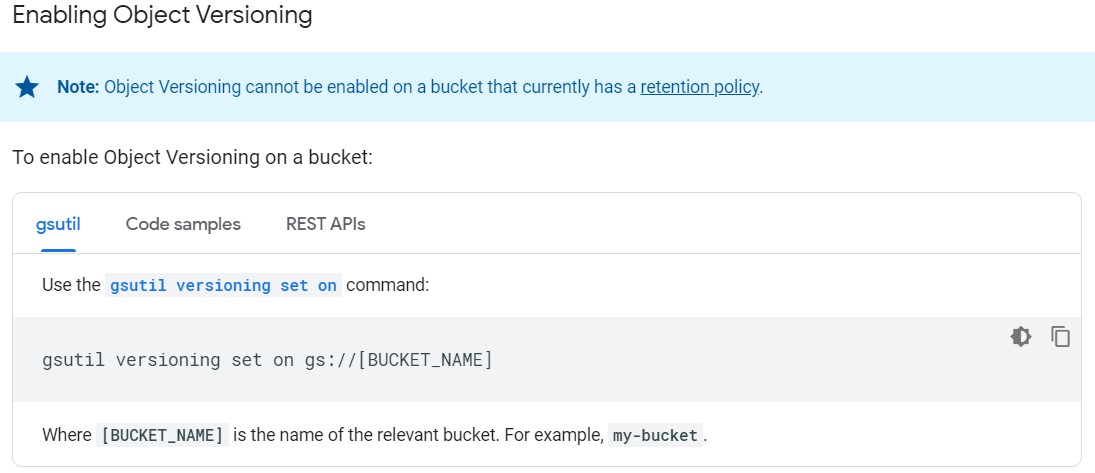 Enabling Object Versioning
Note: Object Versioning cannot be enabled on a bucket that currently has a retention policy.
To enable Object Versioning on a bucket:
gsutil Code samples REST APIs
Use the gsutil versioning set on command:
gsutil versioning set on gs://[BUCKET_NAME]
Where [BUCKET_NAME] is the name of the relevant bucket. For example, my-bucket.